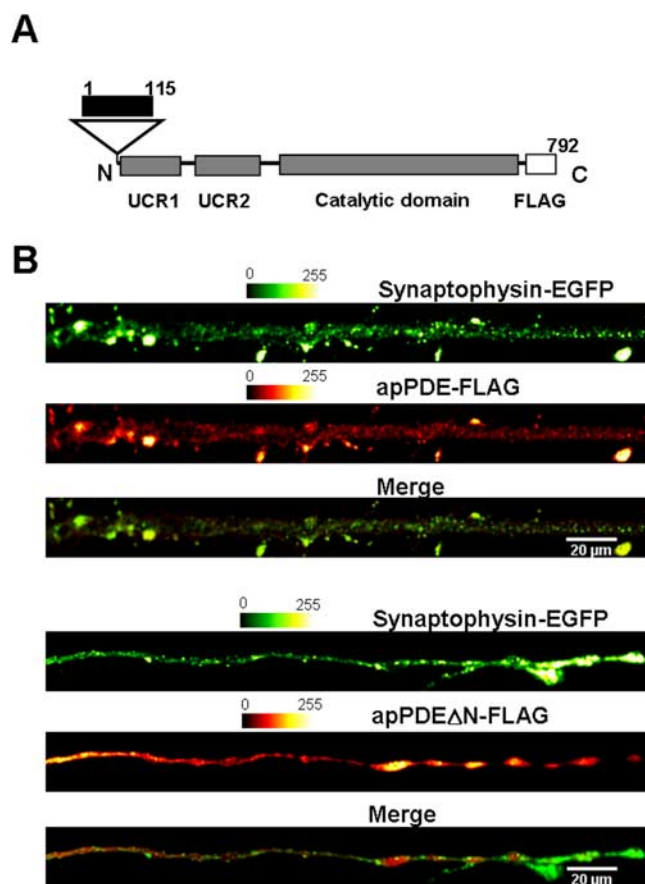 A
1 115
792
N C
UCR1 UCR2 Catalytic domain FLAG
B
0 255
Synaptophysin-EGFP
0 255
apPDE-FLAG
Merge
20 µm
0 255
Synaptophysin-EGFP
0 255
apPDEΔN-FLAG
Merge
20 µm